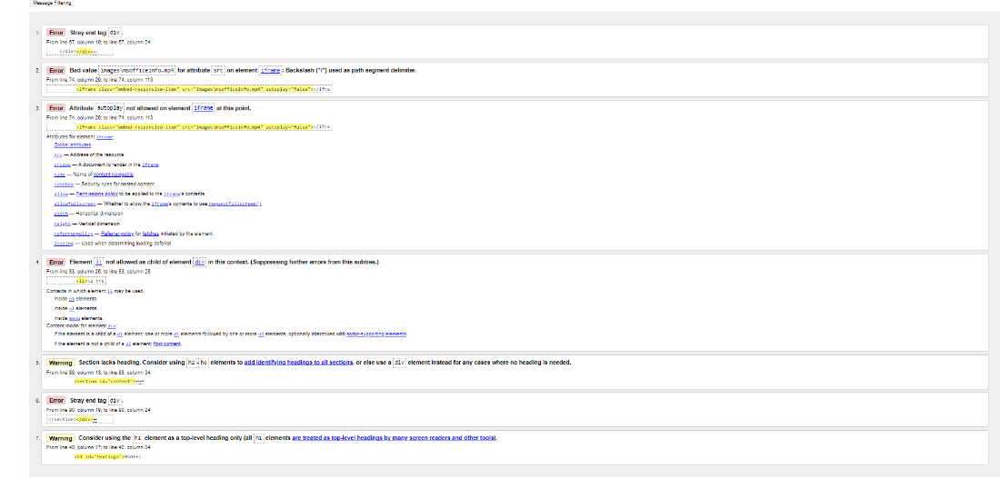 Message Filtering
1. Error Stray end tag div.
From line 67, column 19; to line 67, column 24
</div></div>↩
2. Error Bad value images\msofficeinfo.mp4 for attribute src on element iframe: Backslash ("\") used as path segment delimiter.
From line 74, column 20; to line 74, column 113
<iframe class="embed-responsive-item" src="images\msofficeinfo.mp4" autoplay="false"></ifra
3. Error Attribute autoplay not allowed on element iframe at this point.
From line 74, column 20; to line 74, column 113
<iframe class="embed-responsive-item" src="images\msofficeinfo.mp4" autoplay="false"></ifra
Attributes for element iframe:
Global attributes
src — Address of the resource
srcdoc — A document to render in the iframe
name — Name of content navigable
sandbox — Security rules for nested content
allow — Permissions policy to be applied to the iframe's contents
allowfullscreen — Whether to allow the iframe's contents to use requestFullscreen()
width — Horizontal dimension
height — Vertical dimension
referrerpolicy — Referrer policy for fetches initiated by the element
loading — Used when determining loading deferral
4. Error Element li not allowed as child of element div in this context. (Suppressing further errors from this subtree.)
From line 83, column 26; to line 83, column 28
<li><a hre
Contexts in which element li may be used:
Inside ol elements.
Inside ul elements.
Inside menu elements.
Content model for element div:
If the element is a child of a dl element: one or more dt elements followed by one or more dd elements, optionally intermixed with script-supporting elements.
If the element is not a child of a dl element: flow content.
5. Warning Section lacks heading. Consider using h2-h6 elements to add identifying headings to all sections, or else use a div element instead for any cases where no heading is needed.
From line 88, column 13; to line 88, column 34
<section id="content">↩
6. Error Stray end tag div.
From line 90, column 19; to line 90, column 24
</section></div>↩
7. Warning Consider using the h1 element as a top-level heading only (all h1 elements are treated as top-level headings by many screen readers and other tools).
From line 40, column 17; to line 40, column 34
<h1 id="textlogo">MSOffi